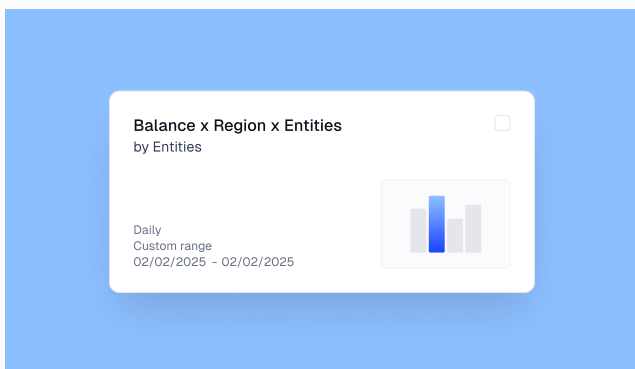 Balance x Region x Entities
by Entities
Daily
Custom range
02/02/2025 - 02/02/2025